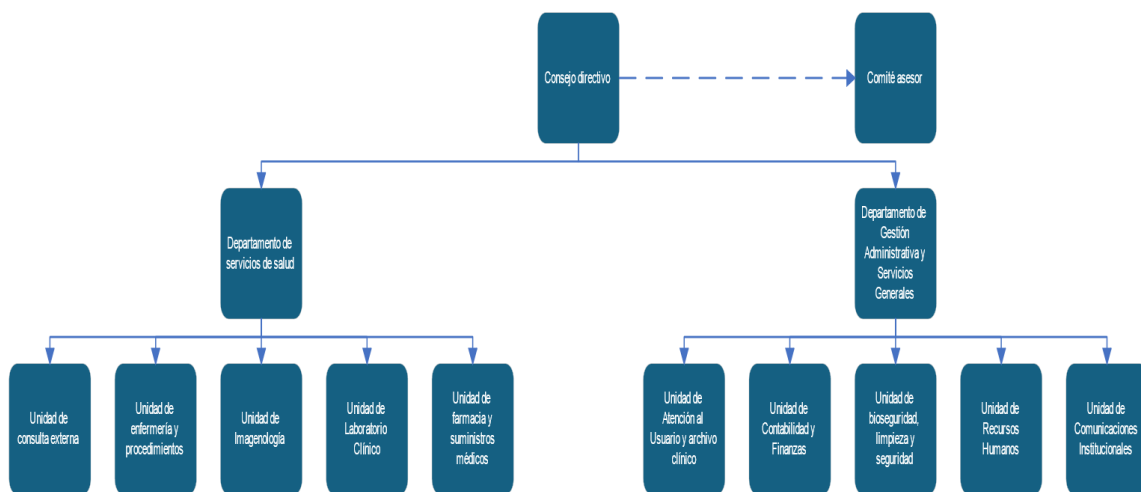 Consejo directivo
Comité asesor
Departamento de
servicios de salud
Departamento de
Gestión
Administrativa y
Servicios
Generales
Unidad de
consulta externa
Unidad de
enfermería y
procedimientos
Unidad de
Imagenología
Unidad de
Laboratorio
Clínico
Unidad de
farmacia y
suministros
médicos
Unidad de
Atención al
Usuario y archivo
clínico
Unidad de
Contabilidad y
Finanzas
Unidad de
bioseguridad,
limpieza y
seguridad
Unidad de
Recursos
Humanos
Unidad de
Comunicaciones
Institucionales